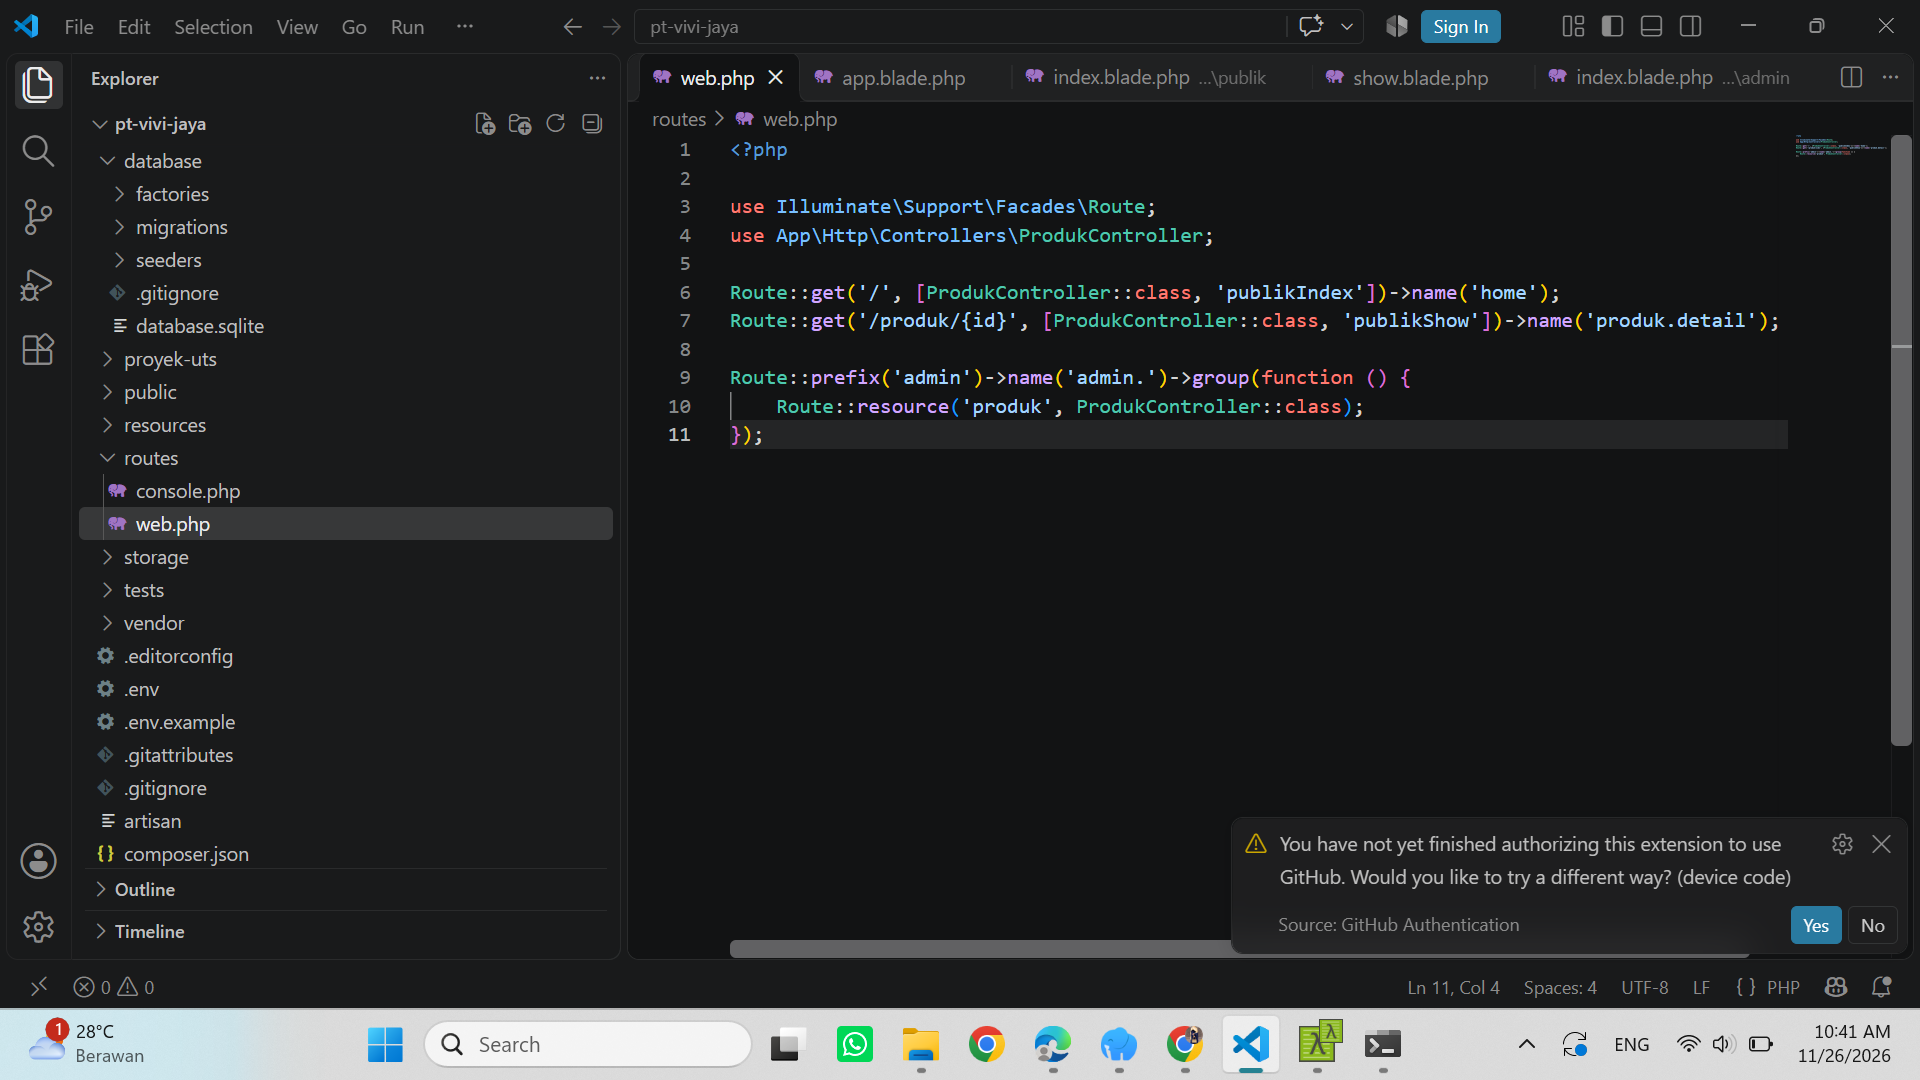 File Edit Selection View Go Run ···
pt-vivi-jaya
Sign In
Explorer
pt-vivi-jaya
database
factories
migrations
seeders
.gitignore
database.sqlite
proyek-uts
public
resources
routes
console.php
web.php
storage
tests
vendor
.editorconfig
.env
.env.example
.gitattributes
.gitignore
artisan
{} composer.json
Outline
Timeline
web.php app.blade.php index.blade.php ...\publik show.blade.php index.blade.php ...\admin
routes > web.php
1 <?php
2
3 use Illuminate\Support\Facades\Route;
4 use App\Http\Controllers\ProdukController;
5
6 Route::get('/', [ProdukController::class, 'publikIndex'])->name('home');
7 Route::get('/produk/{id}', [ProdukController::class, 'publikShow'])->name('produk.detail');
8
9 Route::prefix('admin')->name('admin.')->group(function () {
10 Route::resource('produk', ProdukController::class);
11 });
You have not yet finished authorizing this extension to use
GitHub. Would you like to try a different way? (device code)
Source: GitHub Authentication
Yes No
0 0
Ln 11, Col 4 Spaces: 4 UTF-8 LF {} PHP
1
28°C
Berawan
Search
ENG
10:41 AM
11/26/2026